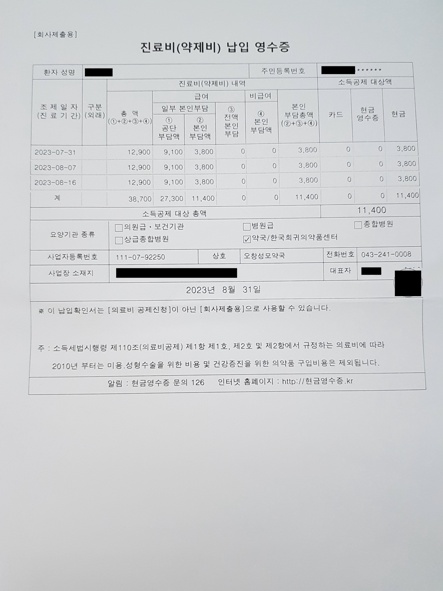 [회사제출용]
진료비(약제비) 납입 영수증
환자 성명 주민등록번호 ******
조제일자 (진료기간) 구분 (외래) 진료비(약제비) 내역 소득공제 대상액
총 액 (①+②+③+④) 급여 비급여 본인 부담총액 (②+③+④) 카드 현금 영수증 현금
일부 본인부담 ③ 전액 본인 부담 ④ 본인 부담액
① 공단 부담액 ② 본인 부담액
2023-07-31 12,900 9,100 3,800 0 0 3,800 0 0 3,800
2023-08-07 12,900 9,100 3,800 0 0 3,800 0 0 3,800
2023-08-16 12,900 9,100 3,800 0 0 3,800 0 0 3,800
계 38,700 27,300 11,400 0 0 11,400 0 0 11,400
소득공제 대상 총액 11,400
요양기관 종류 □의원급·보건기관 □병원급 □종합병원
□상급종합병원 ☑약국/한국희귀의약품센터
사업자등록번호 111-07-92250 상호 오창성모약국 전화번호 043-241-0008
사업장 소재지 대표자
2023년 8월 31일
※ 이 납입확인서는 [의료비 공제신청]이 아닌 [회사제출용]으로 사용할 수 있습니다.
주 : 소득세법시행령 제110조(의료비공제) 제1항 제1호, 제2호 및 제2항에서 규정하는 의료비에 따라
2010년 부터는 미용.성형수술을 위한 비용 및 건강증진을 위한 의약품 구입비용은 제외됩니다.
알림 : 현금영수증 문의 126 인터넷 홈페이지 : http://현금영수증.kr